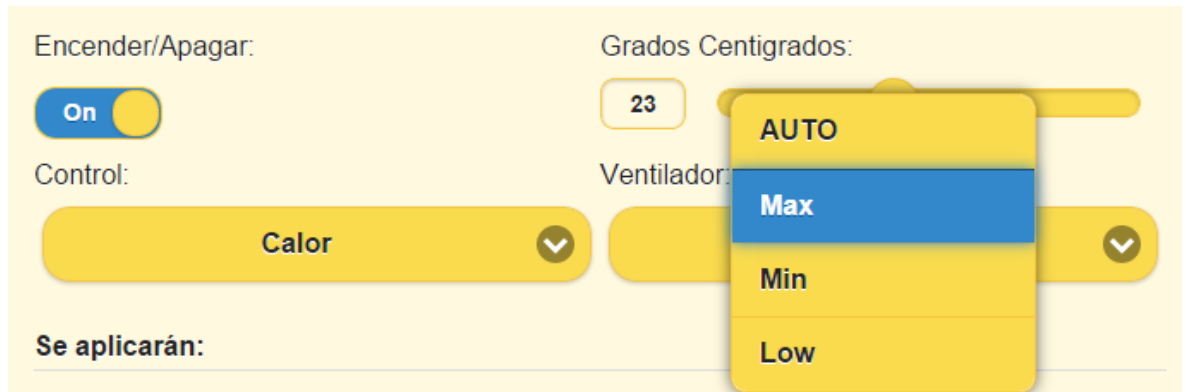 Encender/Apagar:
Grados Centigrados:
On
23
AUTO
Control:
Ventilador:
Max
Calor
Min
Se aplicarán:
Low